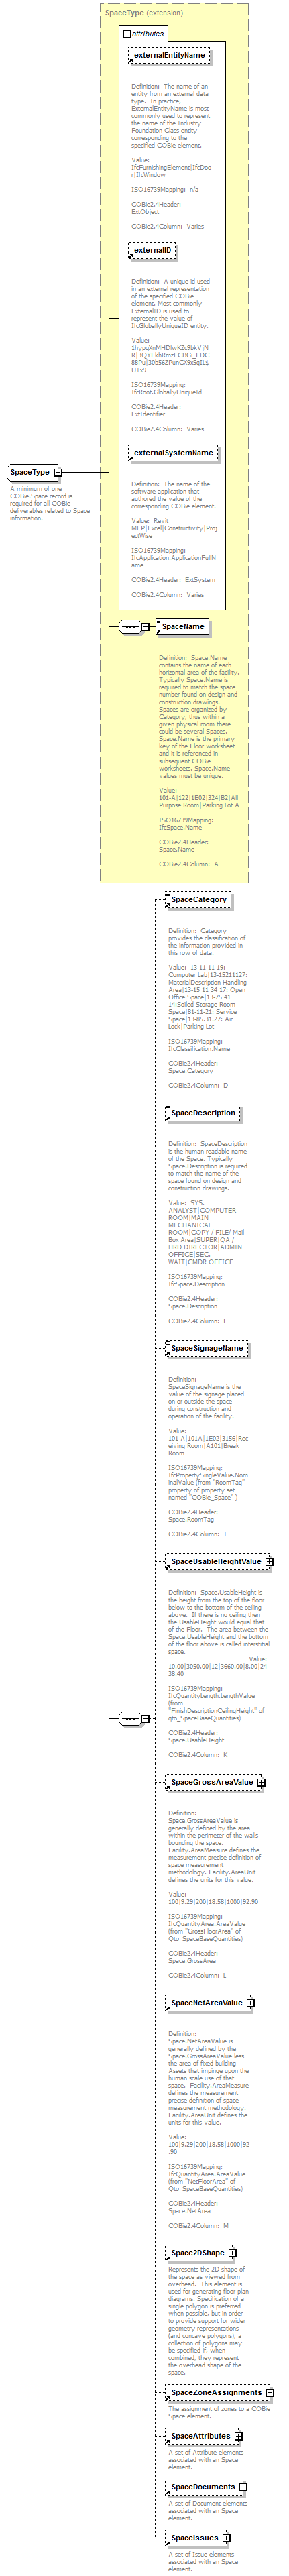 SpaceType (extension)
attributes
externalEntityName
Definition: The name of an
entity from an external data
type. In practice,
ExternalEntityName is most
commonly used to represent
the name of the Industry
Foundation Class entity
corresponding to the
specified COBie element.
Value:
IfcFurnishingElement|IfcDoo
r|IfcWindow
ISO16739Mapping: n/a
COBie2.4Header:
ExtObject
COBie2.4Column: Varies
externalID
Definition: A unique id used
in an external representation
of the specified COBie
element. Most commonly
ExternalID is used to
represent the value of
IfcGloballyUniqueID entity.
Value:
ISO16739Mapping:
IfcRoot.GloballyUniqueId
COBie2.4Header:
ExtIdentifier
COBie2.4Column: Varies
externalSystemName
SpaceType
A minimum of one
COBie.Space record is
required for all COBie
deliverables related to Space
information.
Definition: The name of the
software application that
authored the value of the
corresponding COBie element.
Value: Revit
MEP|Excel|Constructivity|Proj
ectWise
ISO16739Mapping:
IfcApplication.ApplicationFullN
ame
COBie2.4Header: ExtSystem
COBie2.4Column: Varies
SpaceName
Definition: Space.Name
contains the name of each
horizontal area of the facility.
Typically Space.Name is
required to match the space
number found on design and
construction drawings.
Spaces are organized by
Category, thus within a
given physical room there
could be several Spaces.
Space.Name is the primary
key of the Floor worksheet
and it is referenced in
subsequent COBie
worksheets. Space.Name
values must be unique.
Value:
101-A|122|1E02|324|B2|All
Purpose Room|Parking Lot A
ISO16739Mapping:
IfcSpace.Name
COBie2.4Header:
Space.Name
COBie2.4Column: A
SpaceCategory
Definition: Category
provides the classification of
the information provided in
this row of data.
Value: 13-11 11 19:
Computer Lab|13-15211127:
MaterialDescription Handling
Area|13-15 11 34 17: Open
Office Space|13-75 41
14:Soiled Storage Room
Space|81-11-21: Service
Space|13-85.31.27: Air
Lock|Parking Lot
ISO16739Mapping:
IfcClassification.Name
COBie2.4Header:
Space.Category
COBie2.4Column: D
SpaceDescription
Definition: SpaceDescription
is the human-readable name
of the Space. Typically
Space.Description is required
to match the name of the
space found on design and
construction drawings.
Value: SYS.
ANALYST|COMPUTER
ROOM|MAIN
MECHANICAL
ROOM|COPY / FILE/ Mail
Box Area|SUPER|QA /
HRD DIRECTOR|ADMIN
OFFICE|SEC.
WAIT|CMDR OFFICE
ISO16739Mapping:
IfcSpace.Description
COBie2.4Header:
Space.Description
COBie2.4Column: F
SpaceSignageName
Definition:
SpaceSignageName is the
value of the signage placed
on or outside the space
during construction and
operation of the facility.
Value:
101-A|101A|1E02|3156|Rec
eiving Room|A101|Break
Room
ISO16739Mapping:
IfcPropertySingleValue.Nom
inalValue (from "RoomTag"
property of property set
named "COBie_Space" )
COBie2.4Header:
Space.RoomTag
COBie2.4Column: J
SpaceUsableHeightValue
Definition: Space.UsableHeight is
the height from the top of the floor
below to the bottom of the ceiling
above. If there is no ceiling then
the UsableHeight would equal that
of the Floor. The area between the
Space.UsableHeight and the bottom
of the floor above is called interstitial
space.
Value:
10.00|3050.00|12|3660.00|8.00|24
38.40
ISO16739Mapping:
IfcQuantityLength.LengthValue
(from
"FinishDescriptionCeilingHeight" of
qto_SpaceBaseQuantities)
COBie2.4Header:
Space.UsableHeight
COBie2.4Column: K
SpaceGrossAreaValue
Definition:
Space.GrossAreaValue is
generally defined by the area
within the perimeter of the walls
bounding the space.
Facility.AreaMeasure defines the
measurement precise definition of
space measurement
methodology. Facility.AreaUnit
defines the units for this value.
Value:
100|9.29|200|18.58|1000|92.90
ISO16739Mapping:
IfcQuantityArea.AreaValue
(from "GrossFloorArea" of
Qto_SpaceBaseQuantities)
COBie2.4Header:
Space.GrossArea
COBie2.4Column: L
SpaceNetAreaValue
Definition:
Space.NetAreaValue is
generally defined by the
Space.GrossAreaValue less
the area of fixed building
Assets that impinge upon the
human scale use of that
space. Facility.AreaMeasure
defines the measurement
precise definition of space
measurement methodology.
Facility.AreaUnit defines the
units for this value.
Value:
100|9.29|200|18.58|1000|92
.90
ISO16739Mapping:
IfcQuantityArea.AreaValue
(from "NetFloorArea" of
Qto_SpaceBaseQuantities)
COBie2.4Header:
Space.NetArea
COBie2.4Column: M
Space2DShape
Represents the 2D shape of
the space as viewed from
overhead. This element is
used for generating floor-plan
diagrams. Specification of a
single polygon is preferred
when possible, but in order
to provide support for wider
geometry representations
(and concave polygons), a
collection of polygons may
be specified if, when
combined, they represent
the overhead shape of the
space.
SpaceZoneAssignments
The assignment of zones to a COBie
Space element.
SpaceAttributes
A set of Attribute elements
associated with an Space
element.
SpaceDocuments
A set of Document elements
associated with an Space
element.
SpaceIssues
A set of Issue elements
associated with an Space
element.